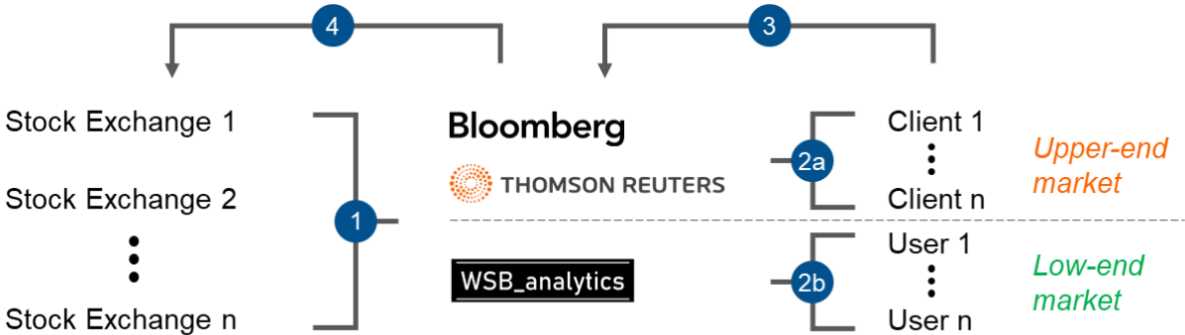 4
3
Stock Exchange 1
Stock Exchange 2
Stock Exchange n
1
Bloomberg
THOMSON REUTERS
WSB_analytics
2a
2b
Client 1
Client n
User 1
User n
Upper-end
market
Low-end
market